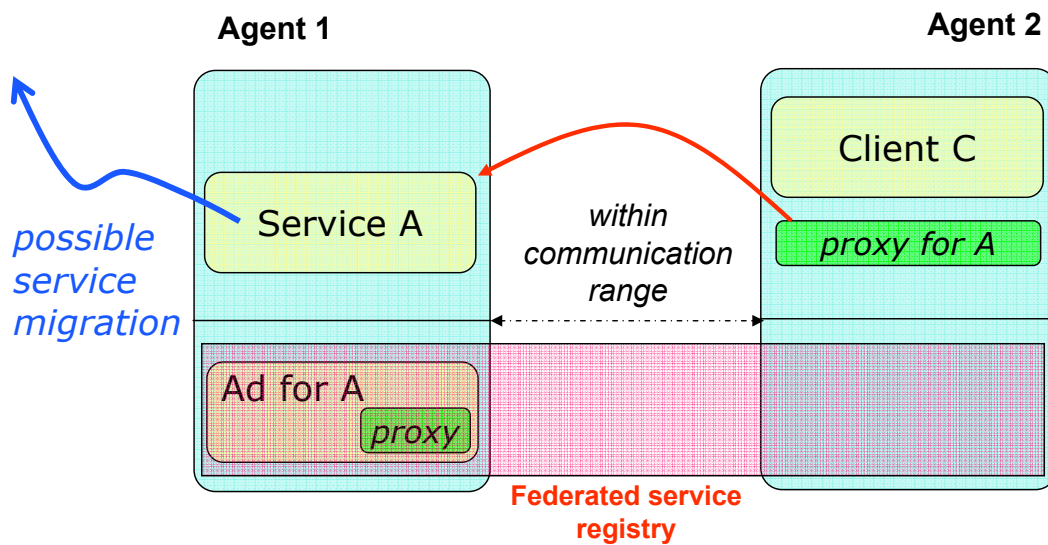 Agent 1
Agent 2
Client C
Service A
proxy for A
within
communication
range
possible
service
migration
Ad for A
proxy
Federated service
registry